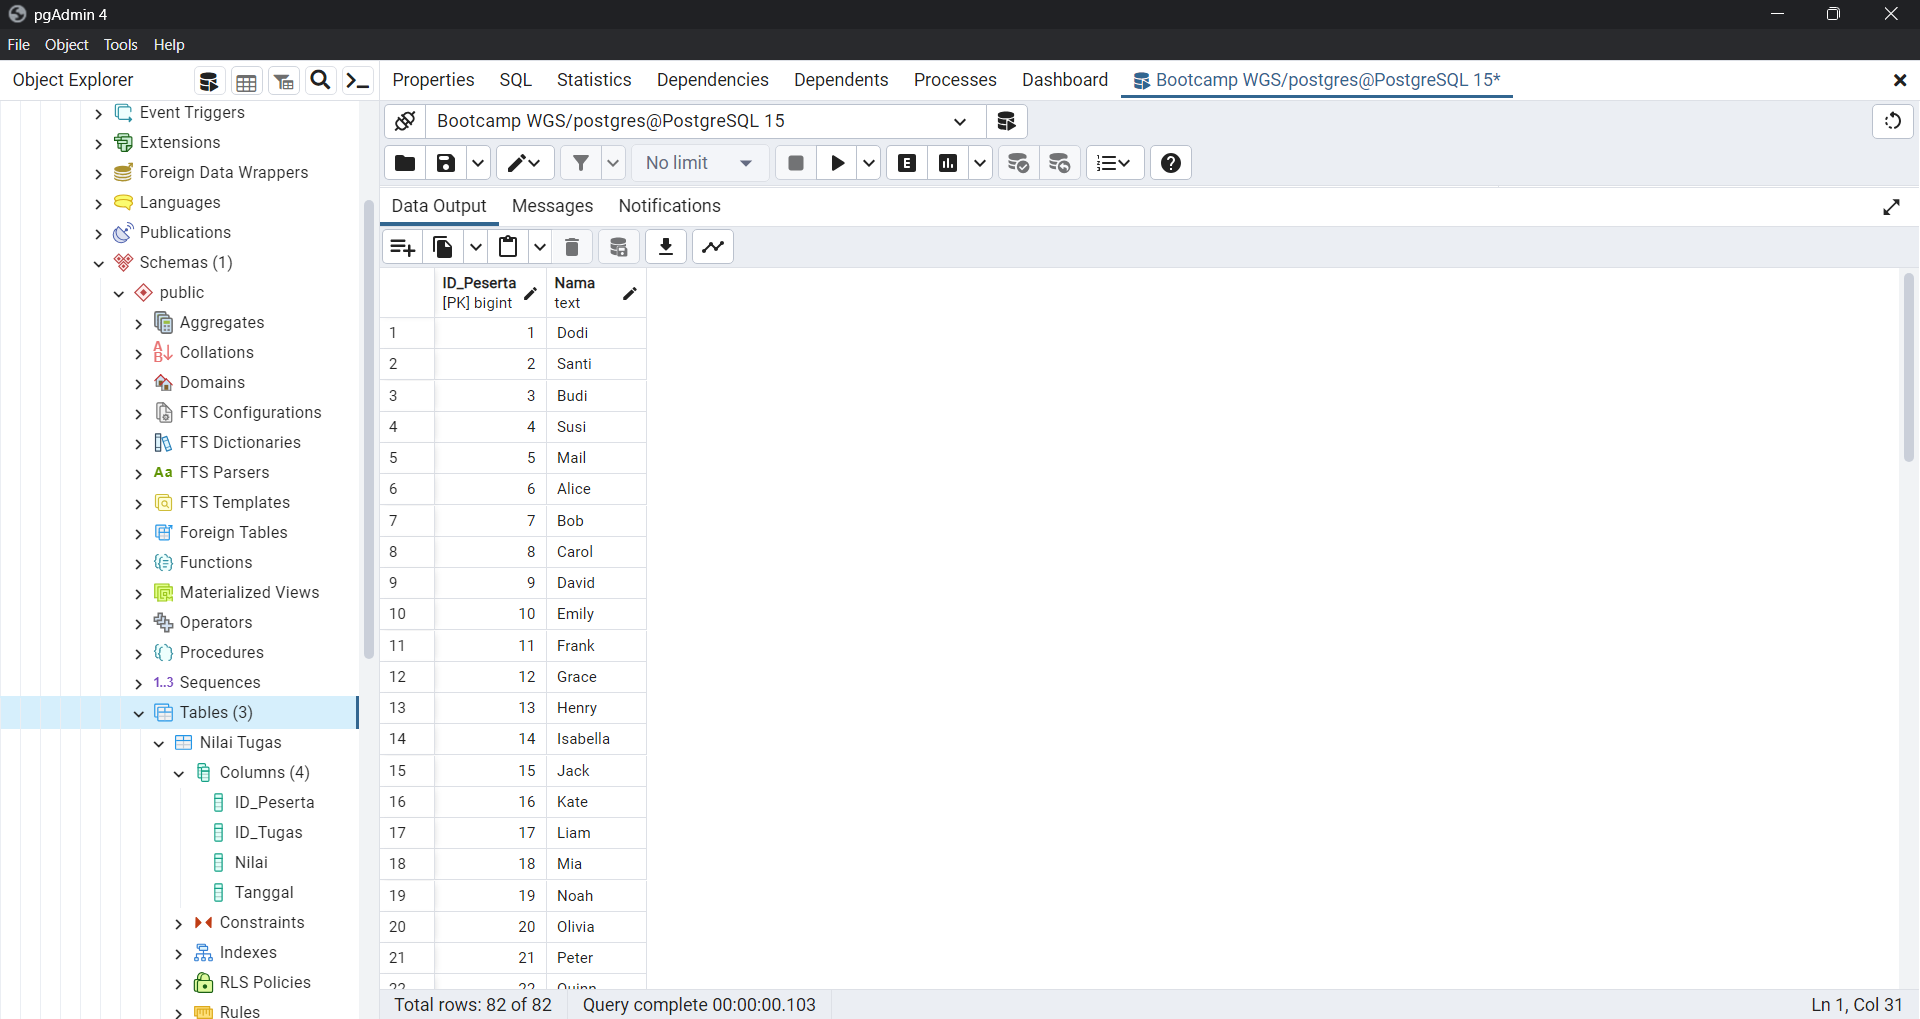 pgAdmin 4
File Object Tools Help
Object Explorer
Properties SQL Statistics Dependencies Dependents Processes Dashboard Bootcamp WGS/postgres@PostgreSQL 15*
Event Triggers
Extensions
Foreign Data Wrappers
Languages
Publications
Schemas (1)
public
Aggregates
Collations
Domains
FTS Configurations
FTS Dictionaries
Aa FTS Parsers
FTS Templates
Foreign Tables
Functions
Materialized Views
Operators
Procedures
1..3 Sequences
Tables (3)
Nilai Tugas
Columns (4)
ID_Peserta
ID_Tugas
Nilai
Tanggal
Constraints
Indexes
RLS Policies
Rules
Bootcamp WGS/postgres@PostgreSQL 15
No limit
E
Data Output Messages Notifications
ID_Peserta Nama
[PK] bigint text
1 1 Dodi
2 2 Santi
3 3 Budi
4 4 Susi
5 5 Mail
6 6 Alice
7 7 Bob
8 8 Carol
9 9 David
10 10 Emily
11 11 Frank
12 12 Grace
13 13 Henry
14 14 Isabella
15 15 Jack
16 16 Kate
17 17 Liam
18 18 Mia
19 19 Noah
20 20 Olivia
21 21 Peter
22 22 Quinn
Total rows: 82 of 82 Query complete 00:00:00.103 Ln 1, Col 31